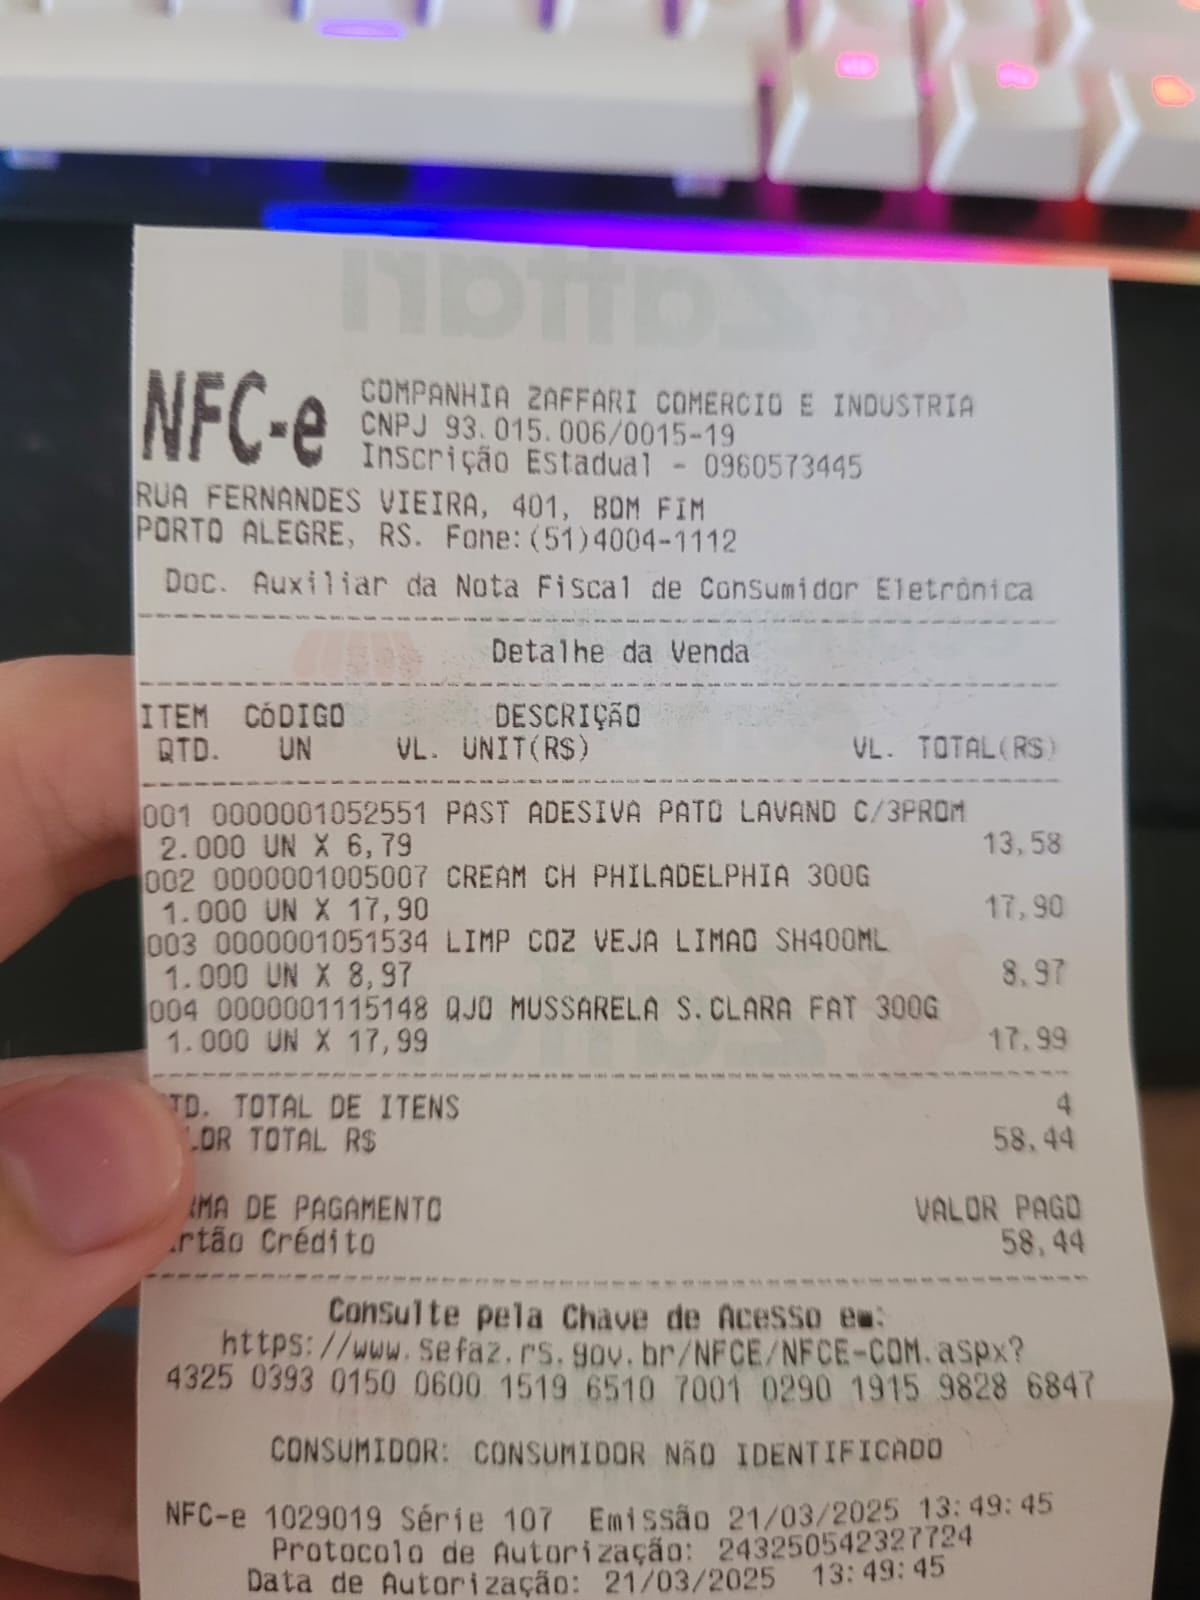 Zaffari
NFC-e
COMPANHIA ZAFFARI COMERCIO E INDUSTRIA
CNPJ 93.015.006/0015-19
Inscrição Estadual - 0960573445
RUA FERNANDES VIEIRA, 401, BOM FIM
PORTO ALEGRE, RS. Fone:(51)4004-1112
Doc. Auxiliar da Nota Fiscal de Consumidor Eletrônica
Detalhe da Venda
ITEM CóDIGO DESCRIÇÃO
QTD. UN VL. UNIT(R$) VL. TOTAL(R$)
001 0000001052551 PAST ADESIVA PATO LAVAND C/3PROM
2.000 UN X 6,79 13,58
002 0000001005007 CREAM CH PHILADELPHIA 300G
1.000 UN X 17,90 17,90
003 0000001051534 LIMP COZ VEJA LIMAO SH400ML
1.000 UN X 8,97 8,97
004 0000001115148 QJO MUSSARELA S.CLARA FAT 300G
1.000 UN X 17,99 17,99
TD. TOTAL DE ITENS 4
LOR TOTAL R$ 58,44
RMA DE PAGAMENTO VALOR PAGO
rtão Crédito 58,44
Consulte pela Chave de Acesso em:
https://www.sefaz.rs.gov.br/NFCE/NFCE-COM.aspx?
4325 0393 0150 0600 1519 6510 7001 0290 1915 9828 6847
CONSUMIDOR: CONSUMIDOR NÃO IDENTIFICADO
NFC-e 1029019 Série 107 Emissão 21/03/2025 13:49:45
Protocolo de Autorização: 243250542327724
Data de Autorização: 21/03/2025 13:49:45